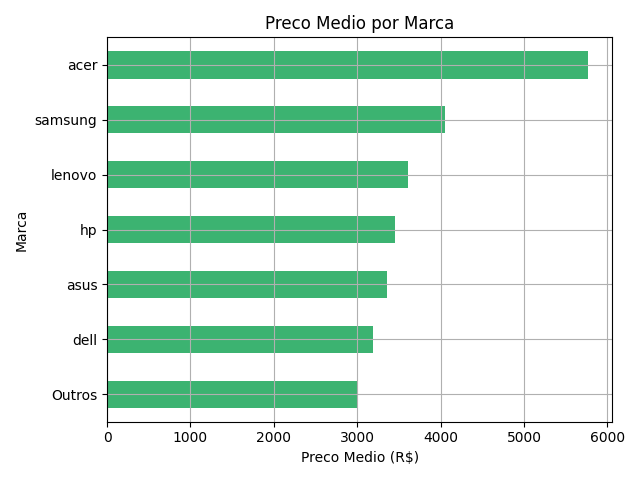 Preco Medio por Marca
acer
samsung
lenovo
hp
asus
dell
Outros
Marca
0 1000 2000 3000 4000 5000 6000
Preco Medio (R$)